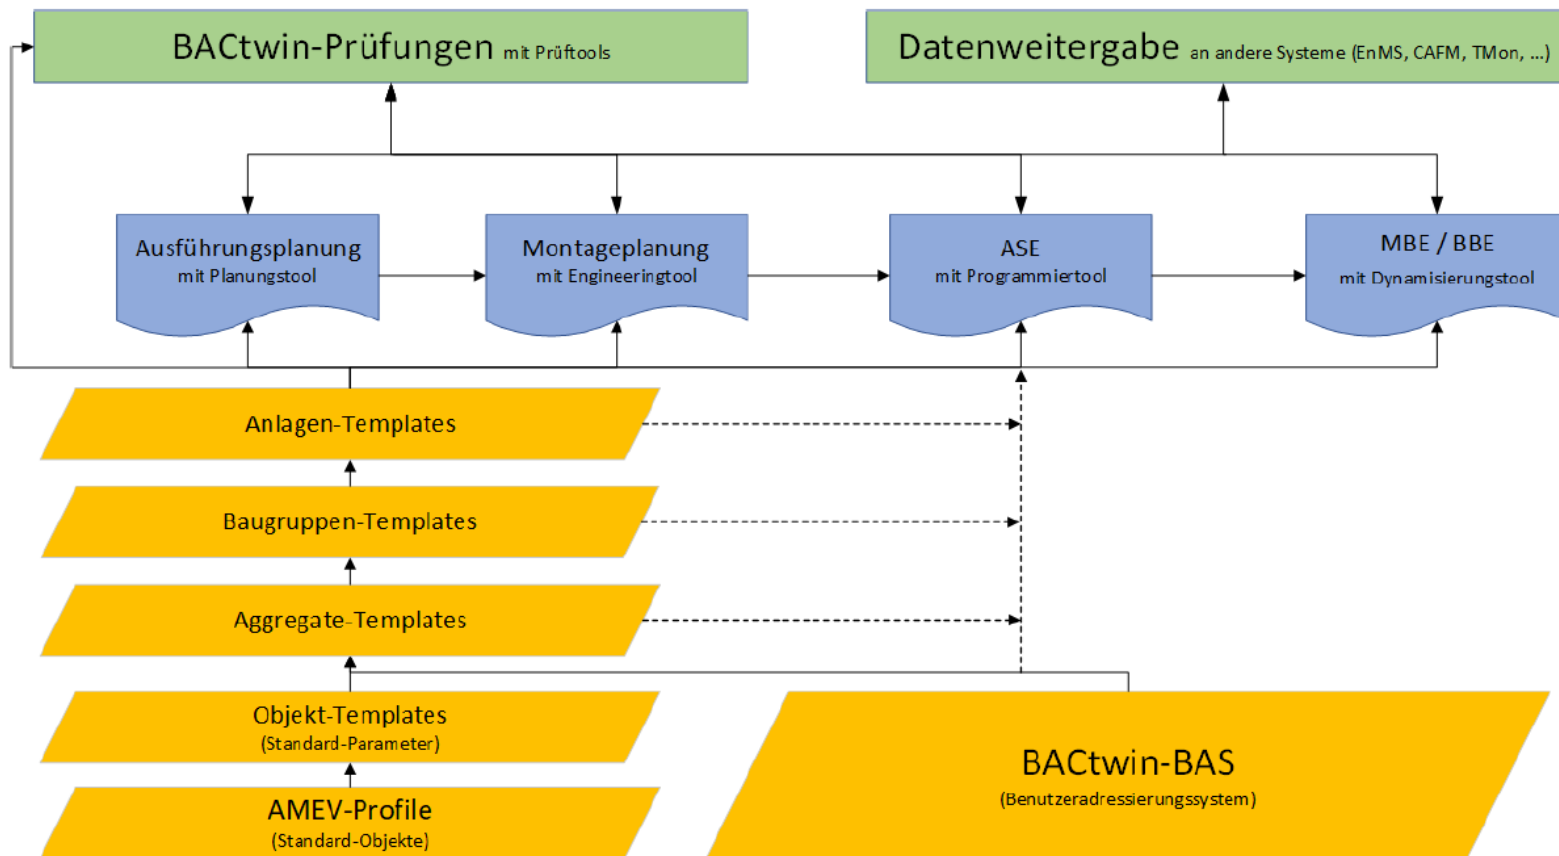 BACtwin-Prüfungen mit Prüftools
Datenweitergabe an andere Systeme (EnMS, CAFM, TMon, ...)
Ausführungsplanung
mit Planungstool
Montageplanung
mit Engineeringtool
ASE
mit Programmiertool
MBE / BBE
mit Dynamisierungstool
Anlagen-Templates
Baugruppen-Templates
Aggregate-Templates
Objekt-Templates
(Standard-Parameter)
BACtwin-BAS
(Benutzeradressierungssystem)
AMEV-Profile
(Standard-Objekte)